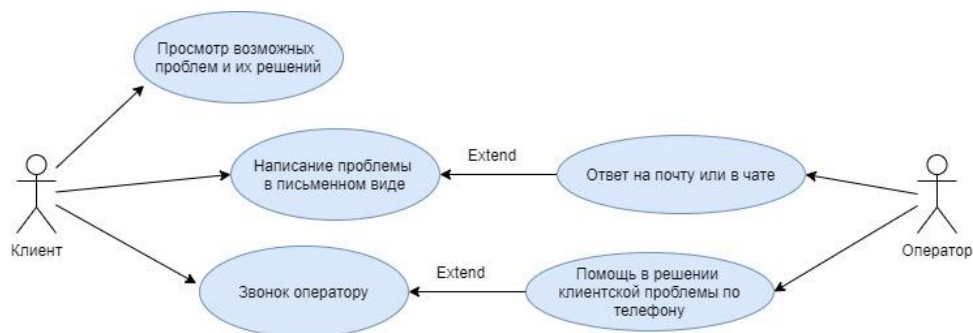 Просмотр возможных
проблем и их решений
Написание проблемы
в письменном виде
Extend
Ответ на почту или в чате
Клиент
Оператор
Звонок оператору
Extend
Помощь в решении
клиентской проблемы по
телефону